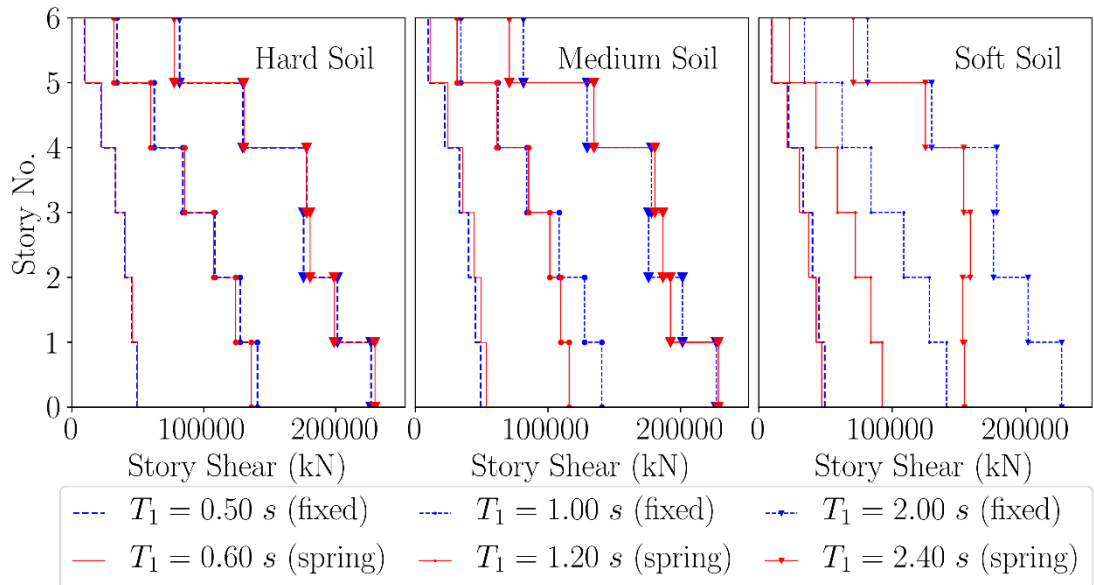 6
5
4
3
2
1
0
Story No.
Hard Soil
Medium Soil
Soft Soil
0 100000 200000
0 100000 200000
0 100000 200000
Story Shear (kN)
Story Shear (kN)
Story Shear (kN)
T₁ = 0.50 s (fixed)
T₁ = 1.00 s (fixed)
T₁ = 2.00 s (fixed)
T₁ = 0.60 s (spring)
T₁ = 1.20 s (spring)
T₁ = 2.40 s (spring)